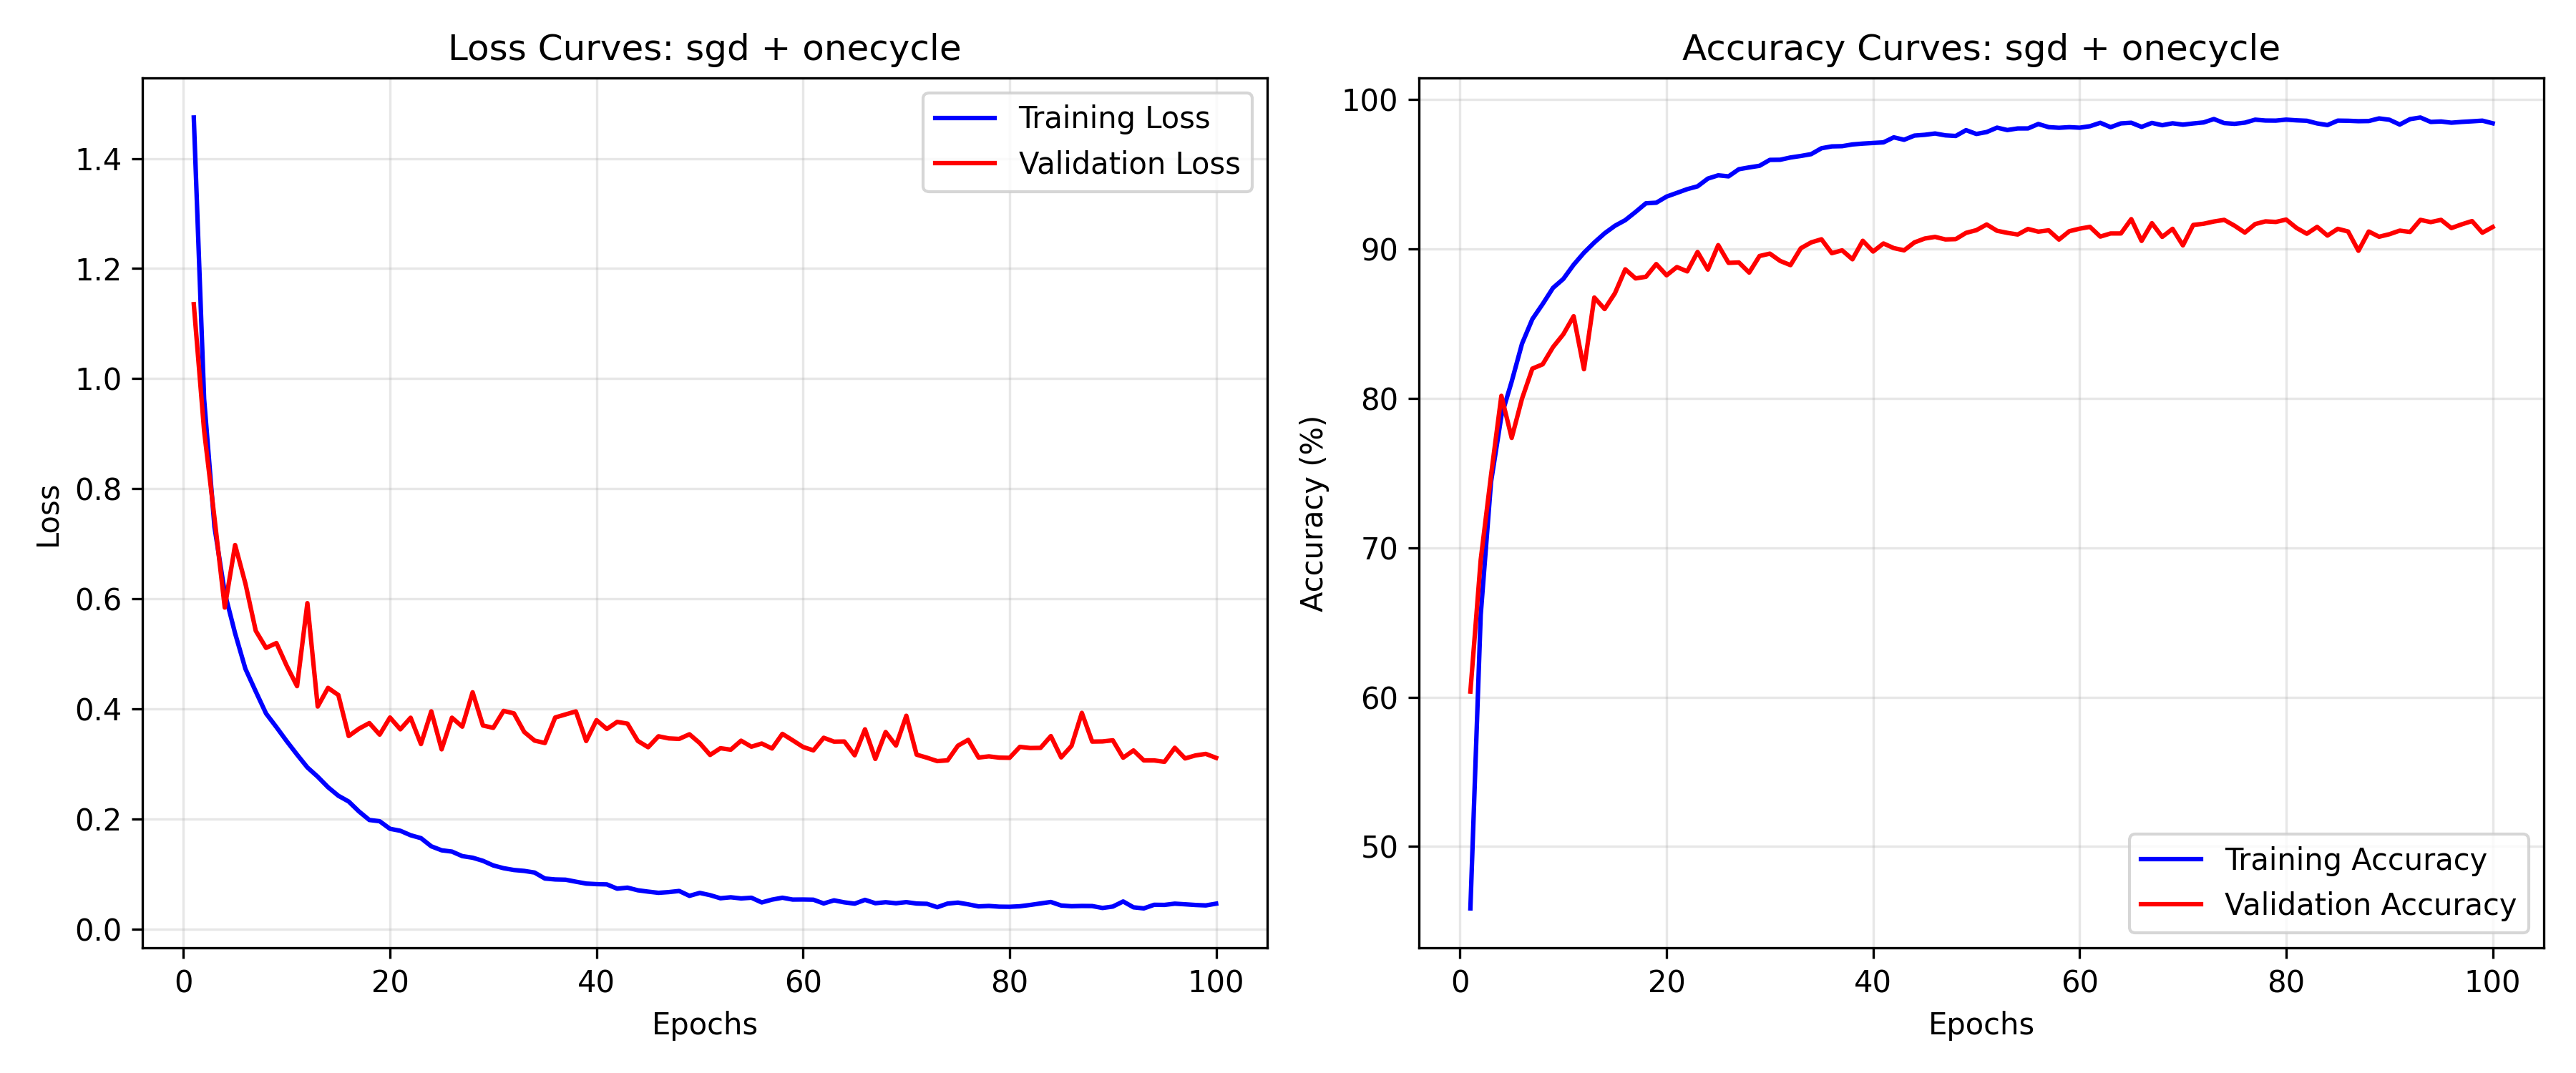 Loss Curves: sgd + onecycle
Training Loss
Validation Loss
Loss
1.4
1.2
1.0
0.8
0.6
0.4
0.2
0.0
0 20 40 60 80 100
Epochs
Accuracy Curves: sgd + onecycle
Accuracy (%)
100
90
80
70
60
50
Training Accuracy
Validation Accuracy
0 20 40 60 80 100
Epochs